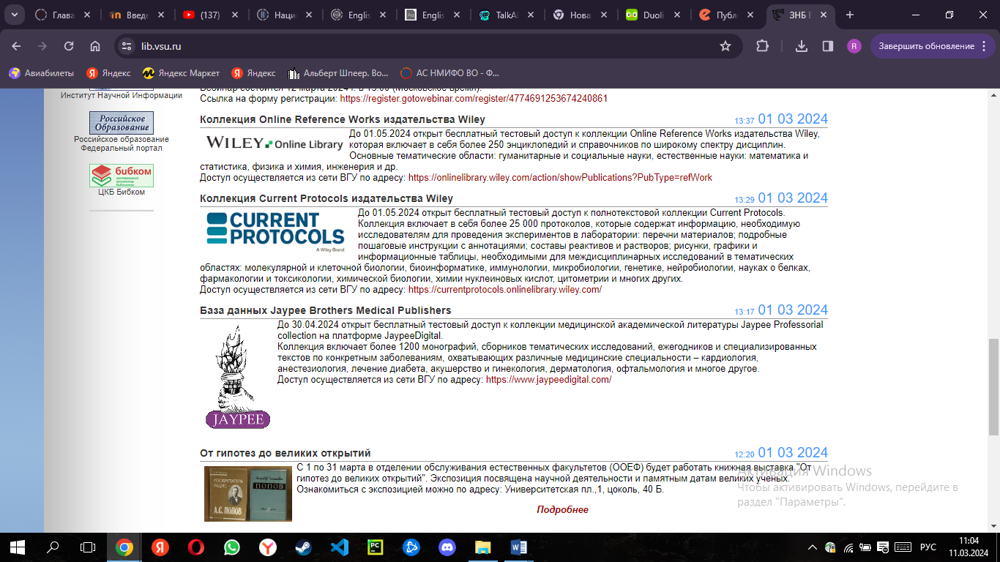 Глава
Введе
(137)
Наци
Englis
Englis
TalkAI
Нова
Duoli
Публ
ЗНБ В
lib.vsu.ru
R
Завершить обновление
Авиабилеты
Яндекс
Яндекс Маркет
Яндекс
Альберт Шпеер. Во...
АС НМИФО ВО - Ф...
Институт Научной Информации
Российское
Образование
Российское образование
Федеральный портал
бибком
ЦКБ Бибком
Вебинар состоится 12 марта 2024 г. в 15:00 (Московское время).
Ссылка на форму регистрации: https://register.gotowebinar.com/register/4774691253674240861
Коллекция Online Reference Works издательства Wiley
13:37 01 03 2024
WILEY Online Library
До 01.05.2024 открыт бесплатный тестовый доступ к коллекции Online Reference Works издательства Wiley,
которая включает в себя более 250 энциклопедий и справочников по широкому спектру дисциплин.
Основные тематические области: гуманитарные и социальные науки, естественные науки: математика и
статистика, физика и химия, инженерия и др.
Доступ осуществляется из сети ВГУ по адресу: https://onlinelibrary.wiley.com/action/showPublications?PubType=refWork
Коллекция Current Protocols издательства Wiley
13:29 01 03 2024
CURRENT
PROTOCOLS
A Wiley Brand
До 01.05.2024 открыт бесплатный тестовый доступ к полнотекстовой коллекции Current Protocols.
Коллекция включает в себя более 25 000 протоколов, которые содержат информацию, необходимую
исследователям для проведения экспериментов в лаборатории: перечни материалов; подробные
пошаговые инструкции с аннотациями; составы реактивов и растворов; рисунки, графики и
информационные таблицы, необходимыми для междисциплинарных исследований в тематических
областях: молекулярной и клеточной биологии, биоинформатике, иммунологии, микробиологии, генетике, нейробиологии, науках о белках,
фармакологии и токсикологии, химической биологии, химии нуклеиновых кислот, цитометрии и многих других.
Доступ осуществляется из сети ВГУ по адресу: https://currentprotocols.onlinelibrary.wiley.com/
База данных Jaypee Brothers Medical Publishers
13:17 01 03 2024
JAYPEE
До 30.04.2024 открыт бесплатный тестовый доступ к коллекции медицинской академической литературы Jaypee Professorial
collection на платформе JaypeeDigital.
Коллекция включает более 1200 монографий, сборников тематических исследований, ежегодников и специализированных
текстов по конкретным заболеваниям, охватывающих различные медицинские специальности – кардиология,
анестезиология, лечение диабета, акушерство и гинекология, дерматология, офтальмология и многое другое.
Доступ осуществляется из сети ВГУ по адресу: https://www.jaypeedigital.com/
От гипотез до великих открытий
12:20 01 03 2024
ИЗОБРЕТАТЕЛЬ
РАДИО
А.С. ПОПОВ
ПОПОВ
С 1 по 31 марта в отделении обслуживания естественных факультетов (ООЕФ) будет работать книжная выставка "От
гипотез до великих открытий". Экспозиция посвящена научной деятельности и памятным датам великих ученых.
Ознакомиться с экспозицией можно по адресу: Университетская пл.,1, цоколь, 40 Б.
Подробнее
Активация Windows
Чтобы активировать Windows, перейдите в
раздел "Параметры".
РУС
11:04
11.03.2024